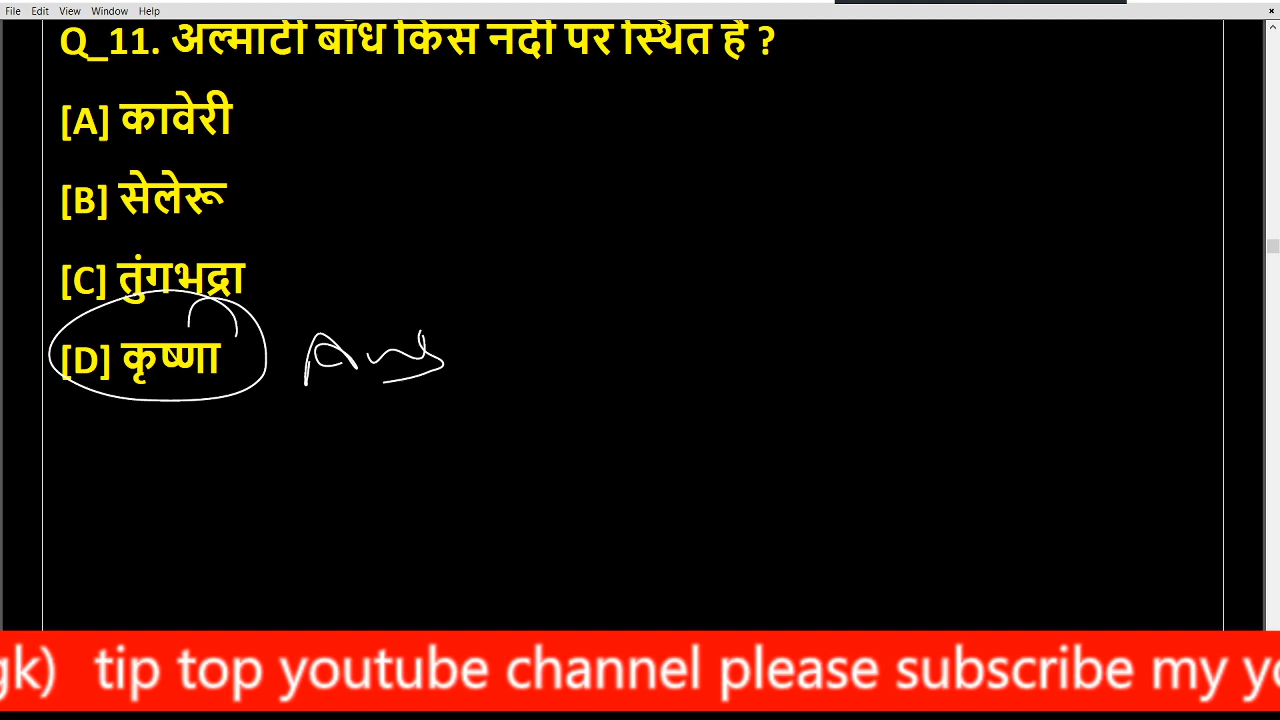 File Edit View Window Help
Q_11. अल्माटी बाँध किस नदी पर स्थित है ?
[A] कावेरी
[B] सेलेरू
[C] तुंगभद्रा
[D] कृष्णा Ans
gk) tip top youtube channel please subscribe my yo